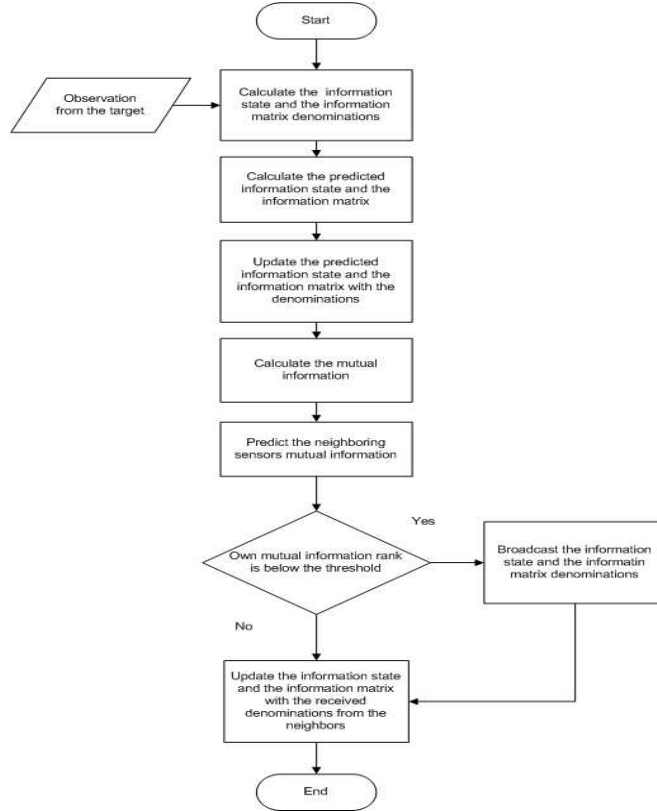 Start
Observation
from the target
Calculate the information
state and the information
matrix denominations
Calculate the predicted
information state and the
information matrix
Update the predicted
information state and the
information matrix with the
denominations
Calculate the mutual
information
Predict the neighboring
sensors mutual information
Own mutual information rank
is below the threshold
Yes
Broadcast the information
state and the informatin
matrix denominations
No
Update the information state
and the information matrix
with the received
denominations from the
neighbors
End